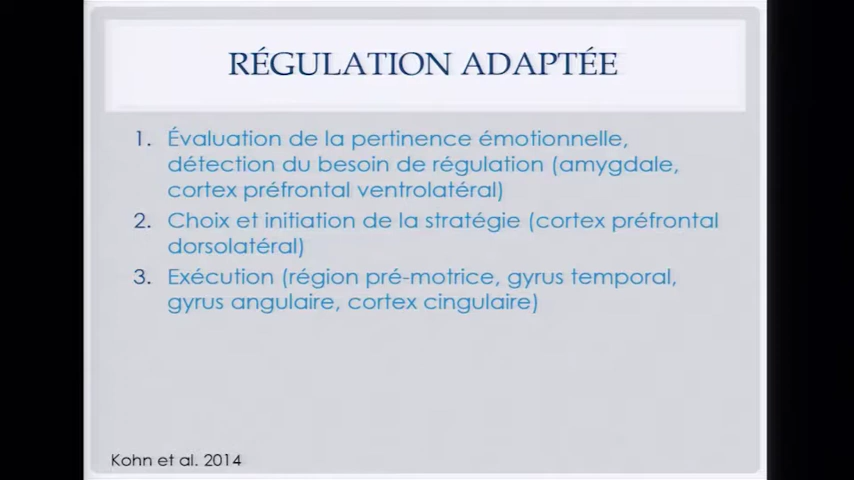 RÉGULATION ADAPTÉE
1. Évaluation de la pertinence émotionnelle,
détection du besoin de régulation (amygdale,
cortex préfrontal ventrolatéral)
2. Choix et initiation de la stratégie (cortex préfrontal
dorsolatéral)
3. Exécution (région pré-motrice, gyrus temporal,
gyrus angulaire, cortex cingulaire)
Kohn et al. 2014